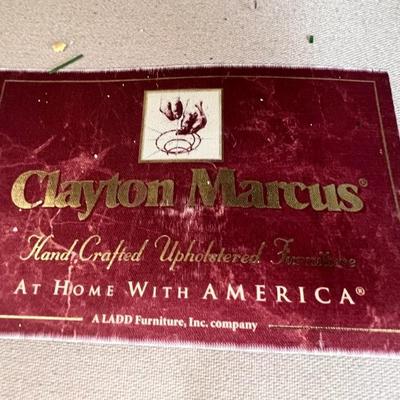 Clayton Marcus®
Hand Crafted Upholstered Furniture
AT HOME WITH AMERICA®
A LADD Furniture, Inc. company